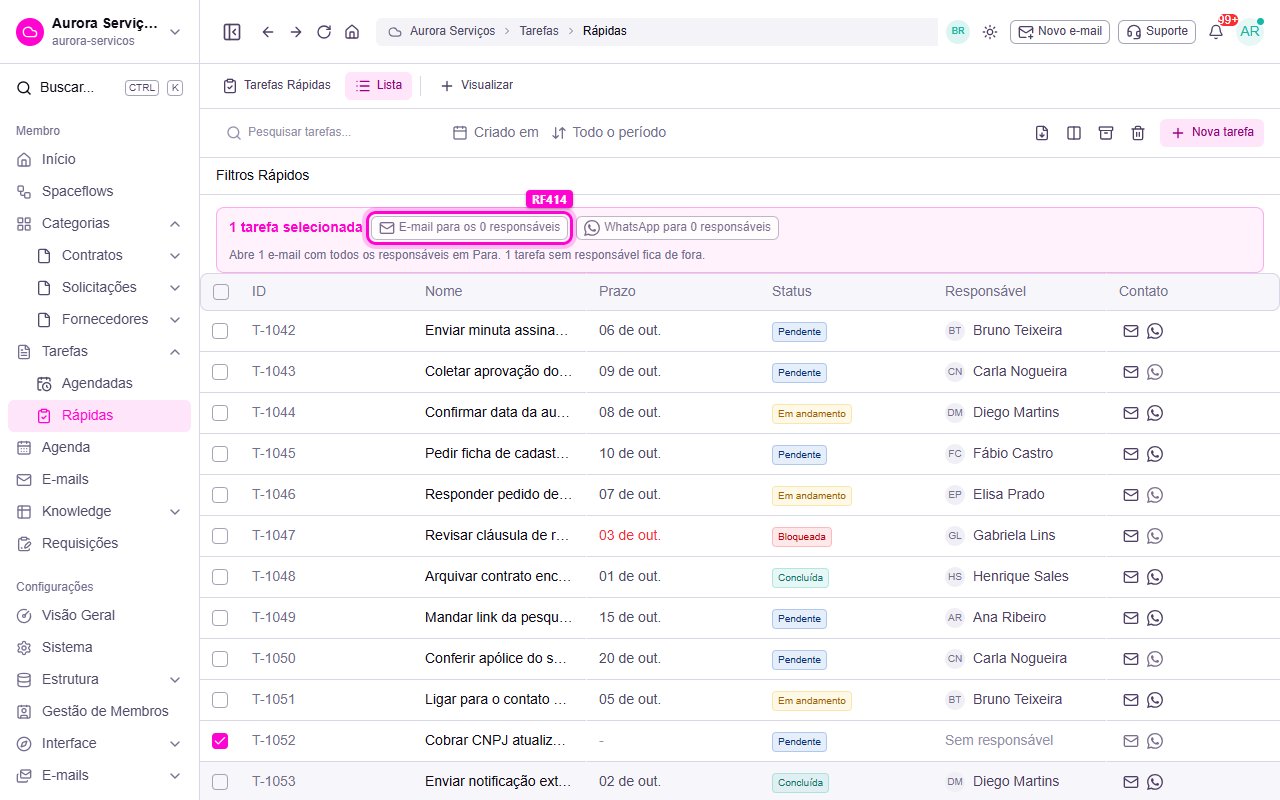 Aurora Serviç...
aurora-servicos
Buscar...
CTRL K
Membro
Início
Spaceflows
Categorias
Contratos
Solicitações
Fornecedores
Tarefas
Agendadas
Rápidas
Agenda
E-mails
Knowledge
Requisições
Configurações
Visão Geral
Sistema
Estrutura
Gestão de Membros
Interface
E-mails
Aurora Serviços > Tarefas > Rápidas
BR
Novo e-mail
Suporte
99+
AR
Tarefas Rápidas
Lista
Visualizar
Pesquisar tarefas...
Criado em
Todo o período
Nova tarefa
Filtros Rápidos
RF414
1 tarefa selecionada
E-mail para os 0 responsáveis
WhatsApp para 0 responsáveis
Abre 1 e-mail com todos os responsáveis em Para. 1 tarefa sem responsável fica de fora.
ID Nome Prazo Status Responsável Contato
T-1042 Enviar minuta assina... 06 de out. Pendente BT Bruno Teixeira
T-1043 Coletar aprovação do... 09 de out. Pendente CN Carla Nogueira
T-1044 Confirmar data da au... 08 de out. Em andamento DM Diego Martins
T-1045 Pedir ficha de cadast... 10 de out. Pendente FC Fábio Castro
T-1046 Responder pedido de... 07 de out. Em andamento EP Elisa Prado
T-1047 Revisar cláusula de r... 03 de out. Bloqueada GL Gabriela Lins
T-1048 Arquivar contrato enc... 01 de out. Concluída HS Henrique Sales
T-1049 Mandar link da pesqu... 15 de out. Pendente AR Ana Ribeiro
T-1050 Conferir apólice do s... 20 de out. Pendente CN Carla Nogueira
T-1051 Ligar para o contato ... 05 de out. Em andamento BT Bruno Teixeira
T-1052 Cobrar CNPJ atualiz... - Pendente Sem responsável
T-1053 Enviar notificação ext... 02 de out. Concluída DM Diego Martins